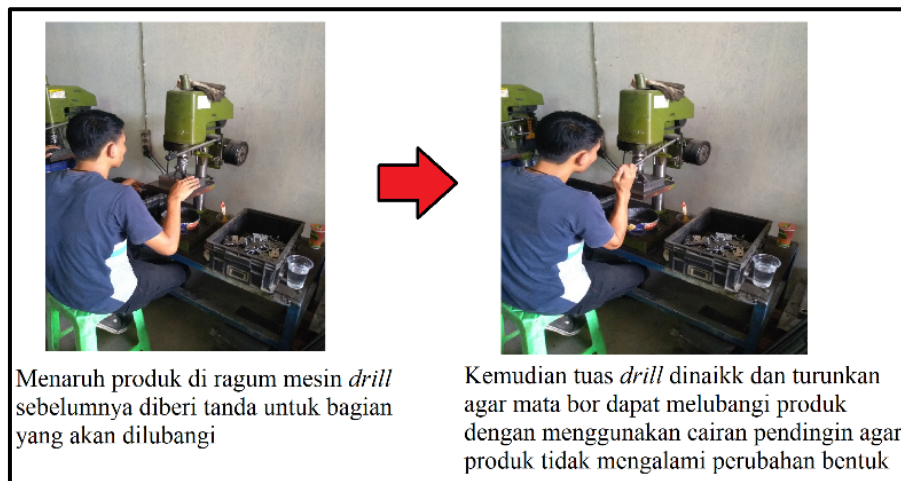 Menaruh produk di ragum mesin drill
sebelumnya diberi tanda untuk bagian
yang akan dilubangi
Kemudian tuas drill dinaikk dan turunkan
agar mata bor dapat melubangi produk
dengan menggunakan cairan pendingin agar
produk tidak mengalami perubahan bentuk